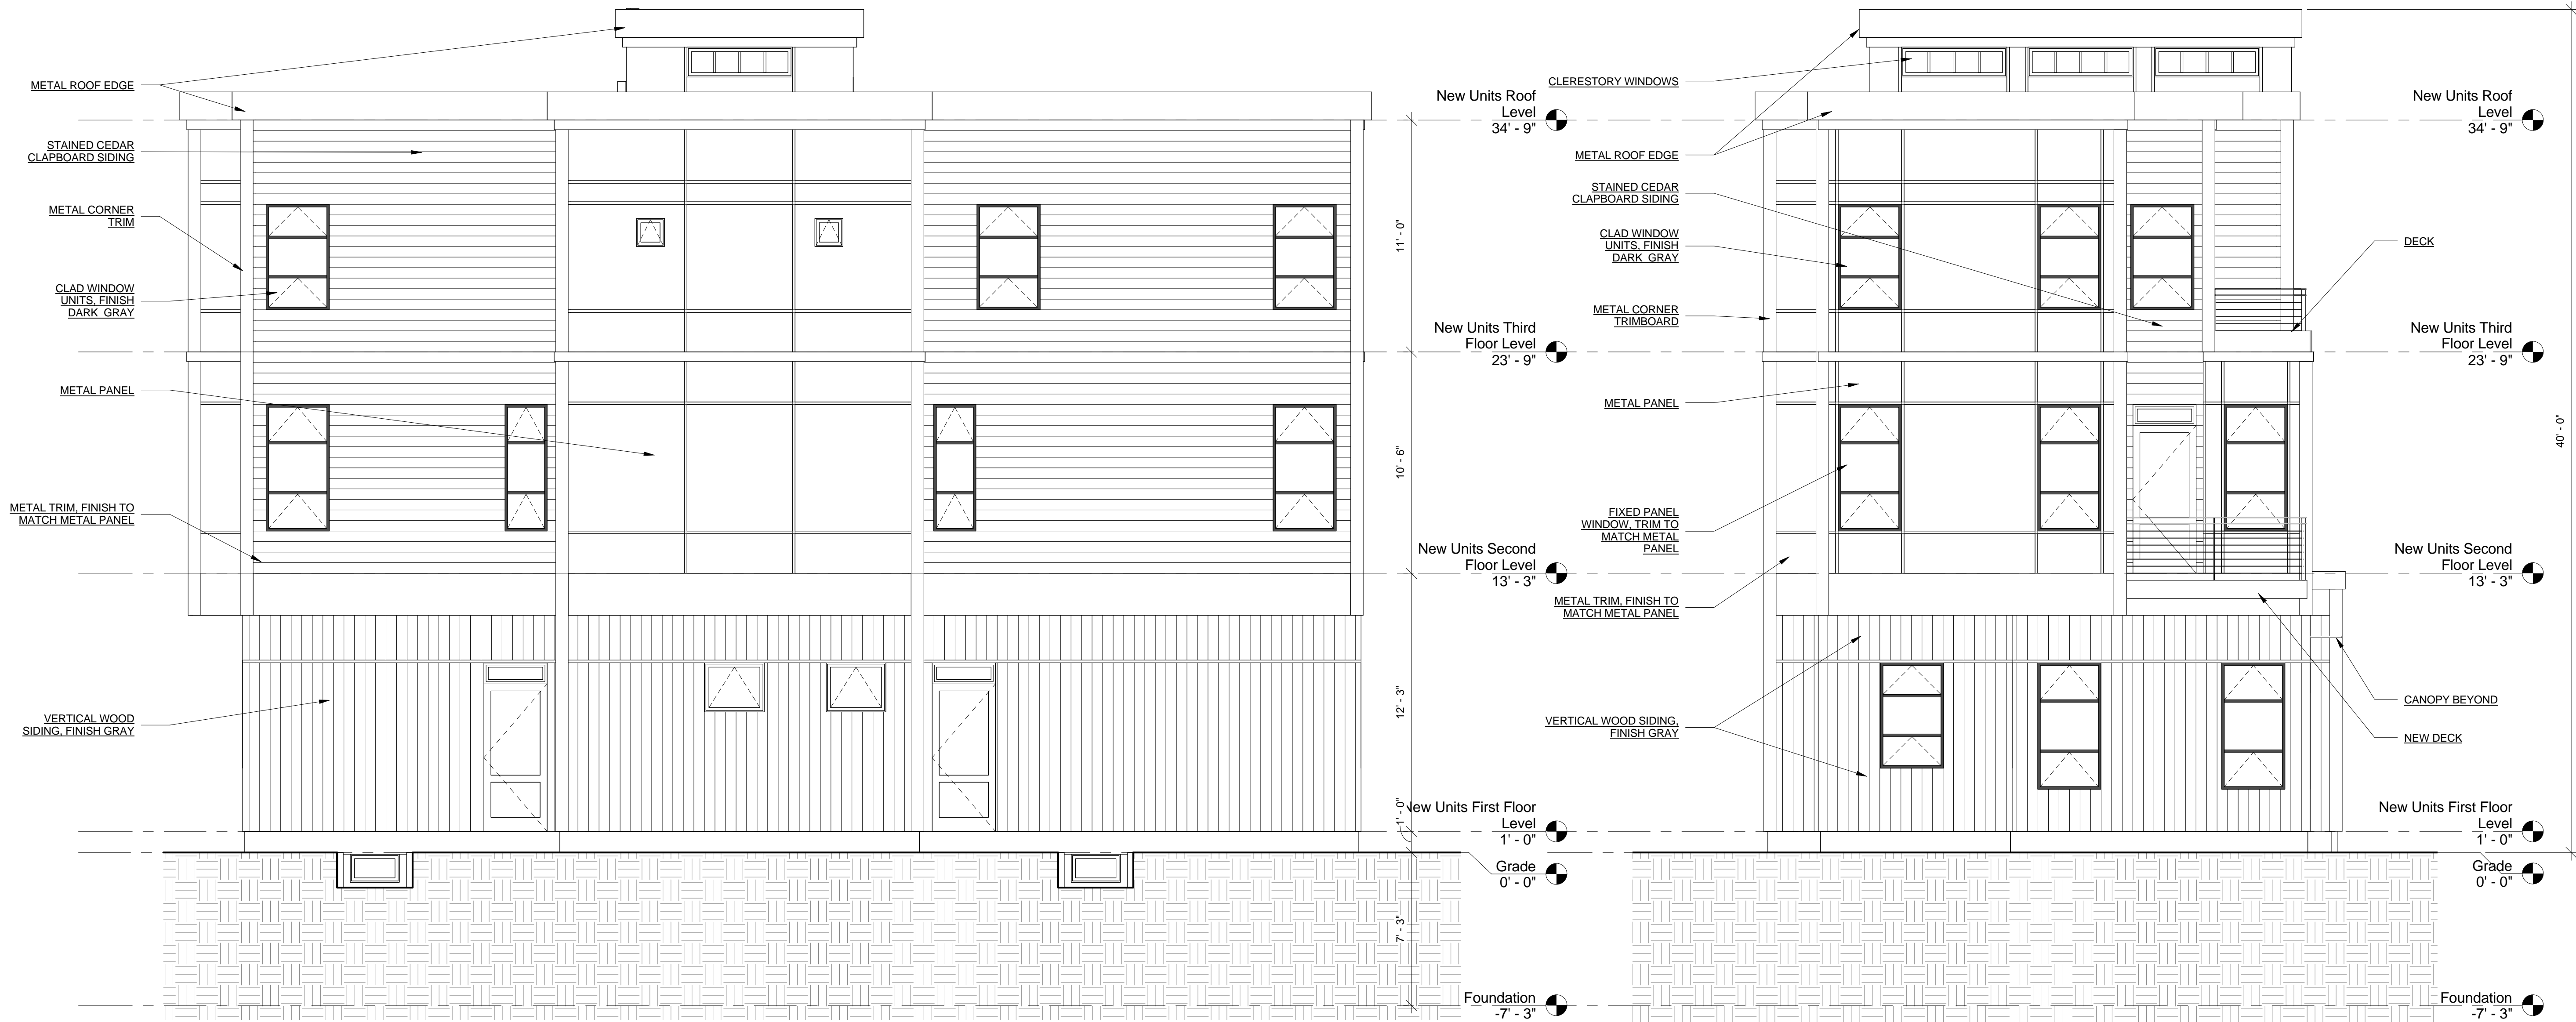 METAL ROOF EDGE
STAINED CEDAR
CLAPBOARD SIDING
METAL CORNER
TRIM
CLAD WINDOW
UNITS, FINISH
DARK GRAY
METAL PANEL
METAL TRIM, FINISH TO
MATCH METAL PANEL
VERTICAL WOOD
SIDING, FINISH GRAY
11' - 0"
10' - 6"
12' - 3"
1' - 0"
7' - 3"
New Units Roof
Level
34' - 9"
New Units Third
Floor Level
23' - 9"
New Units Second
Floor Level
13' - 3"
New Units First Floor
Level
1' - 0"
Grade
0' - 0"
Foundation
-7' - 3"
CLERESTORY WINDOWS
METAL ROOF EDGE
STAINED CEDAR
CLAPBOARD SIDING
CLAD WINDOW
UNITS, FINISH
DARK GRAY
METAL CORNER
TRIMBOARD
METAL PANEL
FIXED PANEL
WINDOW, TRIM TO
MATCH METAL
PANEL
METAL TRIM, FINISH TO
MATCH METAL PANEL
VERTICAL WOOD SIDING,
FINISH GRAY
DECK
CANOPY BEYOND
NEW DECK
New Units Roof
Level
34' - 9"
New Units Third
Floor Level
23' - 9"
New Units Second
Floor Level
13' - 3"
New Units First Floor
Level
1' - 0"
Grade
0' - 0"
Foundation
-7' - 3"
40' - 0"